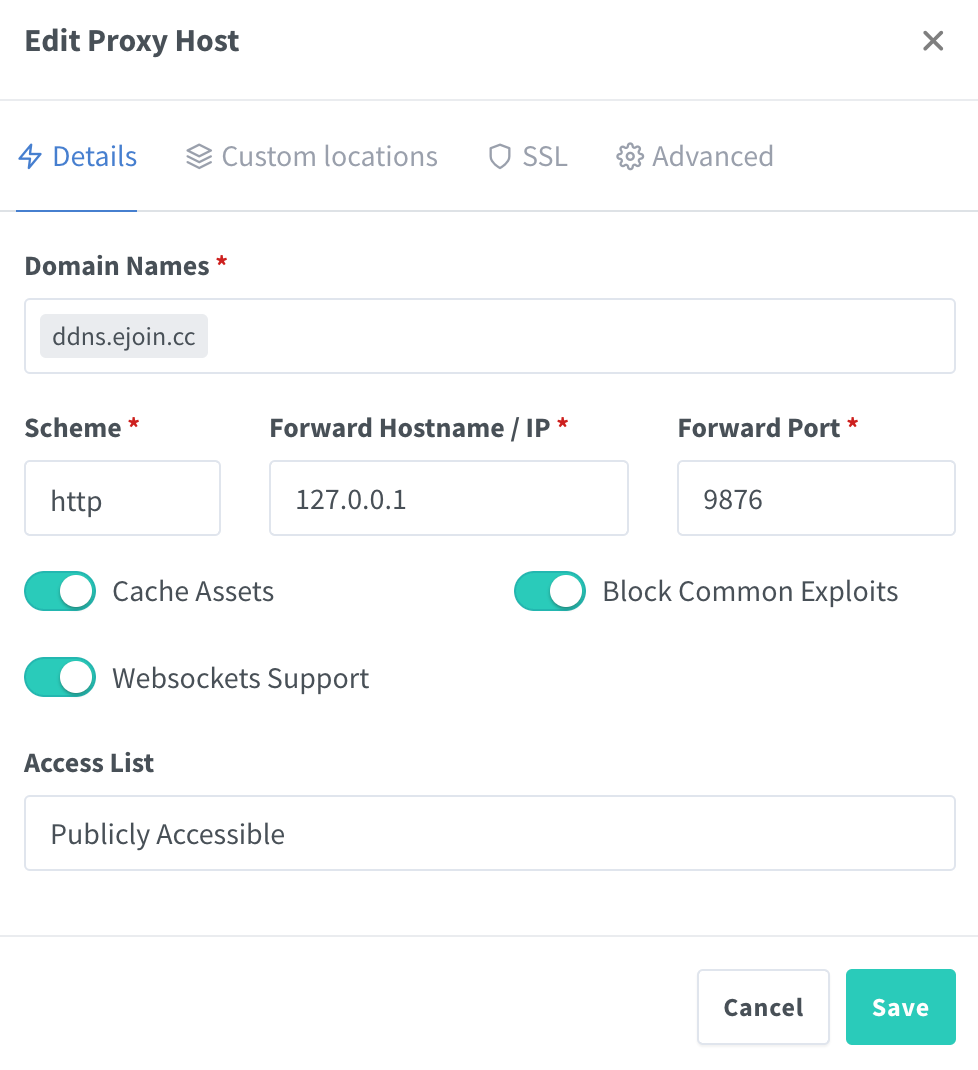 Edit Proxy Host
Details Custom locations SSL Advanced
Domain Names *
ddns.ejoin.cc
Scheme * Forward Hostname / IP * Forward Port *
http 127.0.0.1 9876
Cache Assets Block Common Exploits
Websockets Support
Access List
Publicly Accessible
Cancel Save